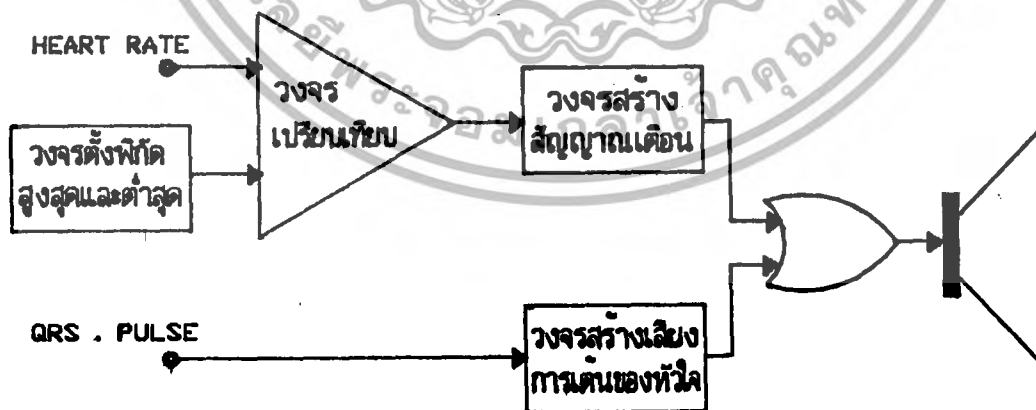 HEART RATE
วงจร
เปรียบเทียบ
วงจรสร้าง
สัญญาณเตือน
วงจรตั้งพิกัด
สูงสุดและต่ำสุด
QRS . PULSE
วงจรสร้างเสียง
การเต้นของหัวใจ